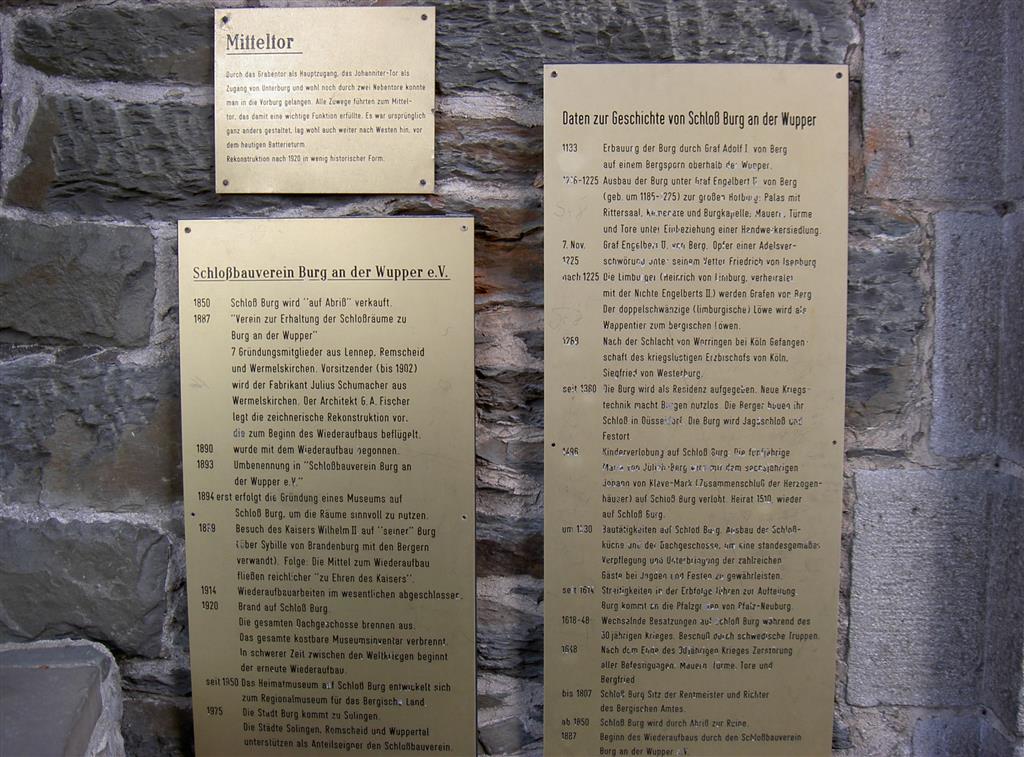 Mitteltor
Durch das Grabentor als Hauptzugang, das Johanniter-Tor als
Zugang von Unterburg und wohl noch durch zwei Nebentore konnte
man in die Vorburg gelangen. Alle Zuwege führten zum Mittel-
tor, das damit eine wichtige Funktion erfüllte. Es war ursprünglich
ganz anders gestaltet, lag wohl auch weiter nach Westen hin, vor
dem heutigen Batterieturm.
Rekonstruktion nach 1920 in wenig historischer Form.
Schloßbauverein Burg an der Wupper e.V.
1850 Schloß Burg wird "auf Abriß" verkauft.
1887 "Verein zur Erhaltung der Schloßräume zu
Burg an der Wupper"
7 Gründungsmitglieder aus Lennep, Remscheid
und Wermelskirchen. Vorsitzender (bis 1902)
wird der Fabrikant Julius Schumacher aus
Wermelskirchen. Der Architekt G.A. Fischer
legt die zeichnerische Rekonstruktion vor,
die zum Beginn des Wiederaufbaus beflügelt,
1890 wurde mit dem Wiederaufbau begonnen.
1893 Umbenennung in "Schloßbauverein Burg an
der Wupper e.V."
1894 erst erfolgt die Gründung eines Museums auf
Schloß Burg, um die Räume sinnvoll zu nutzen.
1899 Besuch des Kaisers Wilhelm II auf "seiner" Burg
(über Sybille von Brandenburg mit den Bergern
verwandt). Folge: Die Mittel zum Wiederaufbau
fließen reichlicher "zu Ehren des Kaisers".
1914 Wiederaufbauarbeiten im wesentlichen abgeschlossen.
1920 Brand auf Schloß Burg.
Die gesamten Dachgeschosse brennen aus.
Das gesamte kostbare Museumsinventar verbrennt.
In schwerer Zeit zwischen den Weltkriegen beginnt
der erneute Wiederaufbau.
seit 1950 Das Heimatmuseum auf Schloß Burg entwickelt sich
zum Regionalmuseum für das Bergische Land
1975 Die Stadt Burg kommt zu Solingen.
Die Städte Solingen, Remscheid und Wuppertal
unterstützen als Anteilseigner den Schloßbauverein.
Daten zur Geschichte von Schloß Burg an der Wupper
1133 Erbauung der Burg durch Graf Adolf I. von Berg
auf einem Bergsporn oberhalb der Wupper.
-1225 Ausbau der Burg unter Graf Engelbert II. von Berg
(geb. um 1185-1225) zur großen Hofburg: Palas mit
Rittersaal, Kemenate und Burgkapelle; Mauern, Türme
und Tore unter Einbeziehung einer Handwerkersiedlung.
7. Nov. Graf Engelbert II. von Berg, Opfer einer Adelsver-
1225 schwörung unter seinem Vetter Friedrich von Isenburg
nach 1225 Die Limburger (Heinrich von Limburg, verheiratet
mit der Nichte Engelberts II.) werden Grafen von Berg
Der doppelschwänzige (limburgische) Löwe wird als
Wappentier zum bergischen Löwen.
1289 Nach der Schlacht von Worringen bei Köln Gefangen-
schaft des kriegslustigen Erzbischofs von Köln,
Siegfried von Westerburg.
seit 1380 Die Burg wird als Residenz aufgegeben. Neue Kriegs-
technik macht Burgen nutzlos. Die Berger bauen ihr
Schloß in Düsseldorf. Die Burg wird Jagdschloß und
Festort
1496 Kinderverlobung auf Schloß Burg. Die fünfjährige
Maria von Jülich-Berg wird mit dem sechsjährigen
Johann von Kleve-Mark (Zusammenschluß der Herzogen-
häuser) auf Schloß Burg verlobt. Heirat 1510, wieder
auf Schloß Burg.
um 1530 Bautätigkeiten auf Schloß Burg. Ausbau der Schloß-
küche und der Dachgeschosse, um eine standesgemäße
Verpflegung und Unterbringung der zahlreichen
Gäste bei Jagden und Festen zu gewährleisten.
seit 1614 Streitigkeiten in der Erbfolge führen zur Aufteilung
Burg kommt an die Pfalzgrafen von Pfalz-Neuburg.
1618-48 Wechselnde Besatzungen auf Schloß Burg während des
30jährigen Krieges. Beschuß durch schwedische Truppen.
1648 Nach dem Ende des 30jährigen Krieges Zerstörung
aller Befestigungen, Mauern, Türme, Tore und
Bergfried
bis 1807 Schloß Burg Sitz der Rentmeister und Richter
des Bergischen Amtes.
ab 1850 Schloß Burg wird durch Abriß zur Ruine.
1887 Beginn des Wiederaufbaus durch den Schloßbauverein
Burg an der Wupper e.V.